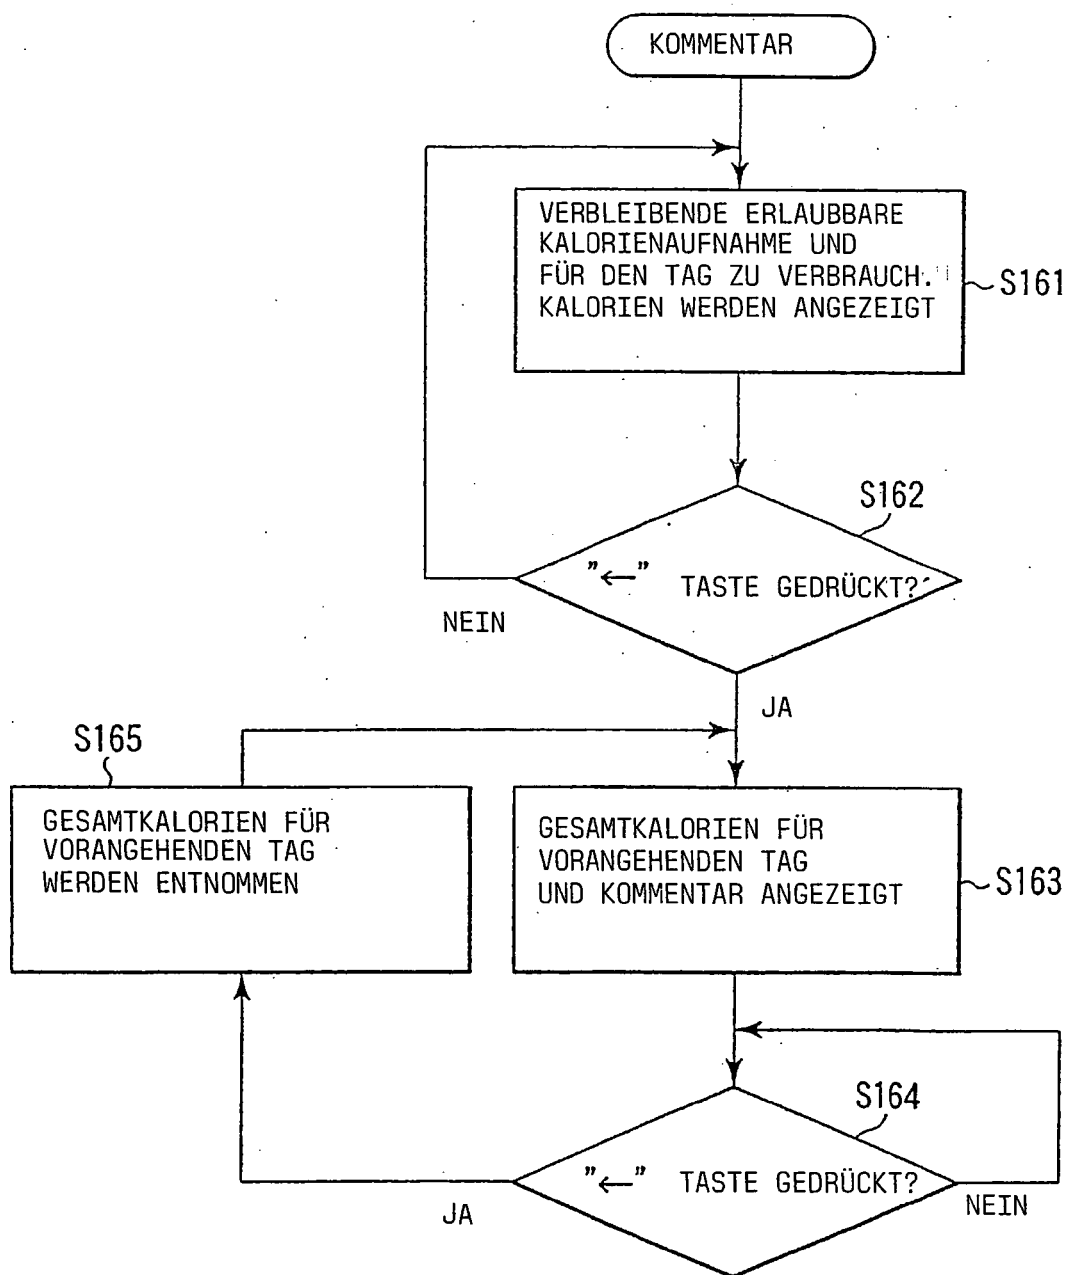 KOMMENTAR
VERBLEIBENDE ERLAUBBARE
KALORIENAUFNAHME UND
FÜR DEN TAG ZU VERBRAUCH.
KALORIEN WERDEN ANGEZEIGT
S161
S162
"←" TASTE GEDRÜCKT?
NEIN
JA
S165
GESAMTKALORIEN FÜR
VORANGEHENDEN TAG
WERDEN ENTNOMMEN
GESAMTKALORIEN FÜR
VORANGEHENDEN TAG
UND KOMMENTAR ANGEZEIGT
S163
S164
"←" TASTE GEDRÜCKT?
JA
NEIN